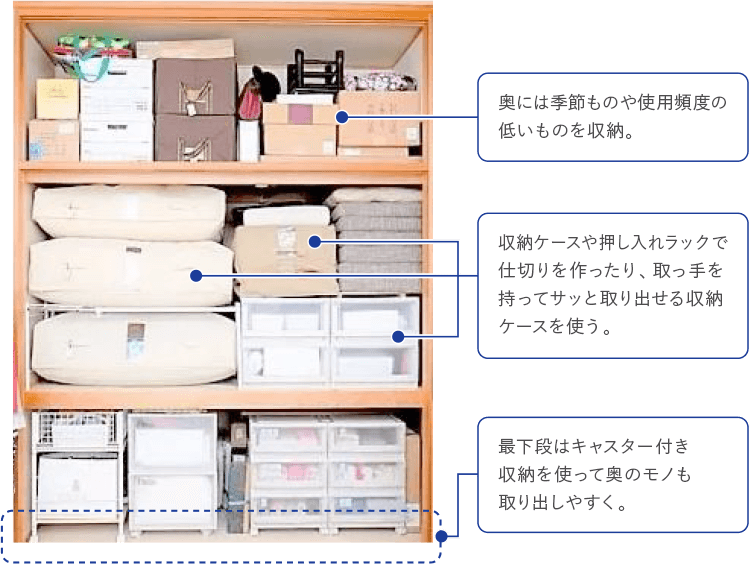 奥には季節ものや使用頻度の
低いものを収納。
収納ケースや押し入れラックで
仕切りを作ったり、取っ手を
持ってサッと取り出せる収納
ケースを使う。
最下段はキャスター付き
収納を使って奥のモノも
取り出しやすく。